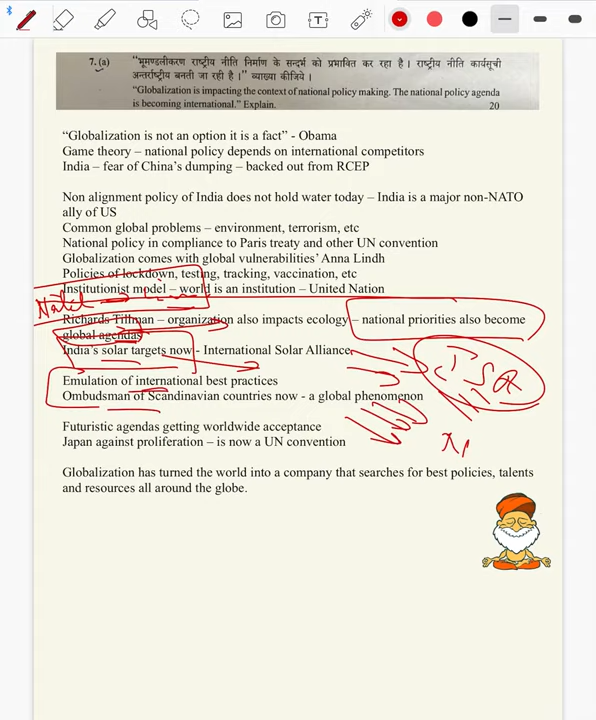 7. (a) "भूमण्डलीकरण राष्ट्रीय नीति निर्माण के सन्दर्भ को प्रभावित कर रहा है। राष्ट्रीय नीति कार्यसूची
अन्तर्राष्ट्रीय बनती जा रही है।" व्याख्या कीजिये।
"Globalization is impacting the context of national policy making. The national policy agenda
is becoming international." Explain. 20
“Globalization is not an option it is a fact” - Obama
Game theory – national policy depends on international competitors
India – fear of China’s dumping – backed out from RCEP
Non alignment policy of India does not hold water today – India is a major non-NATO
ally of US
Common global problems – environment, terrorism, etc
National policy in compliance to Paris treaty and other UN convention
Globalization comes with global vulnerabilities’ Anna Lindh
Policies of lockdown, testing, tracking, vaccination, etc
Institutionist model – world is an institution – United Nation
Richards Tillman – organization also impacts ecology – national priorities also become
global agendas
India’s solar targets now - International Solar Alliance
Emulation of international best practices
Ombudsman of Scandinavian countries now - a global phenomenon
Futuristic agendas getting worldwide acceptance
Japan against proliferation – is now a UN convention
Globalization has turned the world into a company that searches for best policies, talents
and resources all around the globe.